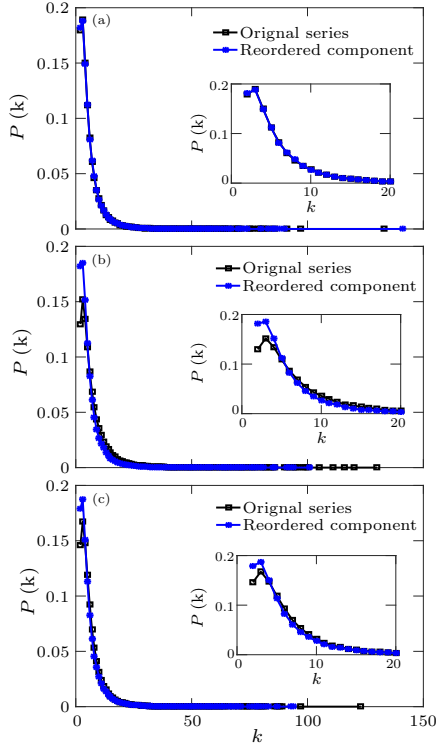 0.2
(a)
Orignal series
Reordered component
0.15
0.1
0.05
0
P (k)
0.2
0.1
0
0
10
20
P (k)
k
0.2
(b)
Orignal series
Reordered component
0.15
0.1
0.05
0
P (k)
0.2
0.1
0
0
10
20
P (k)
k
0.2
(c)
Orignal series
Reordered component
0.15
0.1
0.05
0
P (k)
0.2
0.1
0
0
10
20
P (k)
k
0
50
100
150
k